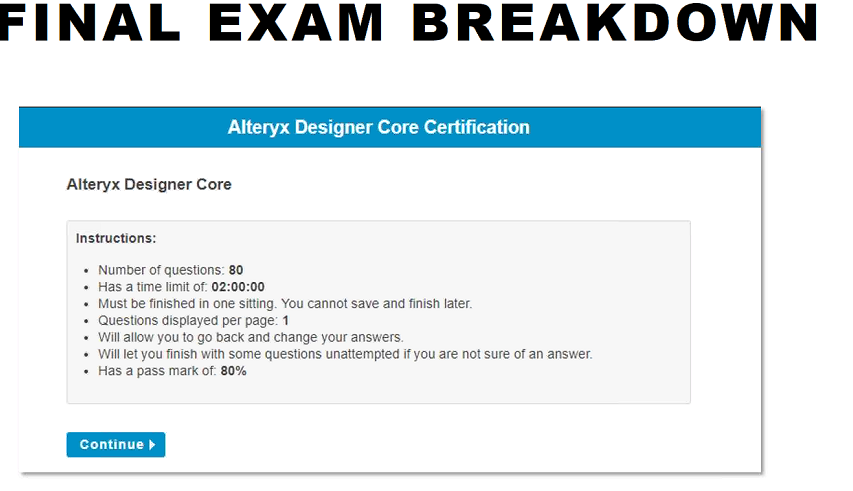 FINAL EXAM BREAKDOWN
Alteryx Designer Core Certification
Alteryx Designer Core
Instructions:
• Number of questions: 80
• Has a time limit of: 02:00:00
• Must be finished in one sitting. You cannot save and finish later.
• Questions displayed per page: 1
• Will allow you to go back and change your answers.
• Will let you finish with some questions unattempted if you are not sure of an answer.
• Has a pass mark of: 80%
Continue